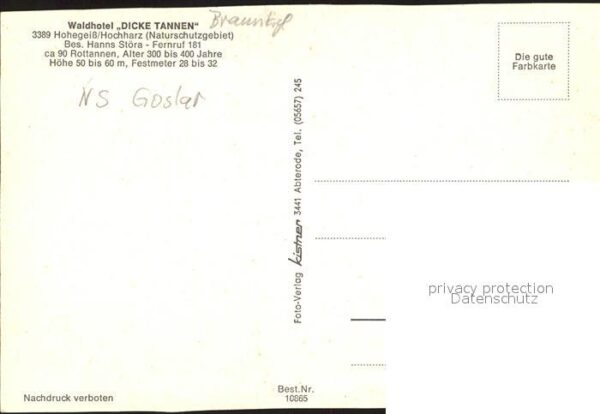 Waldhotel „DICKE TANNEN"
3389 Hohegeiß/Hochharz (Naturschutzgebiet)
Bes. Hanns Störa - Fernruf 181
ca 90 Rottannen, Alter 300 bis 400 Jahre
Höhe 50 bis 60 m, Festmeter 28 bis 32
NS Goslar
Die gute
Farbkarte
Foto-Verlag kistner 3441 Abterode, Tel. (05657) 245
privacy protection
Datenschutz
Nachdruck verboten
Best.Nr.
10865